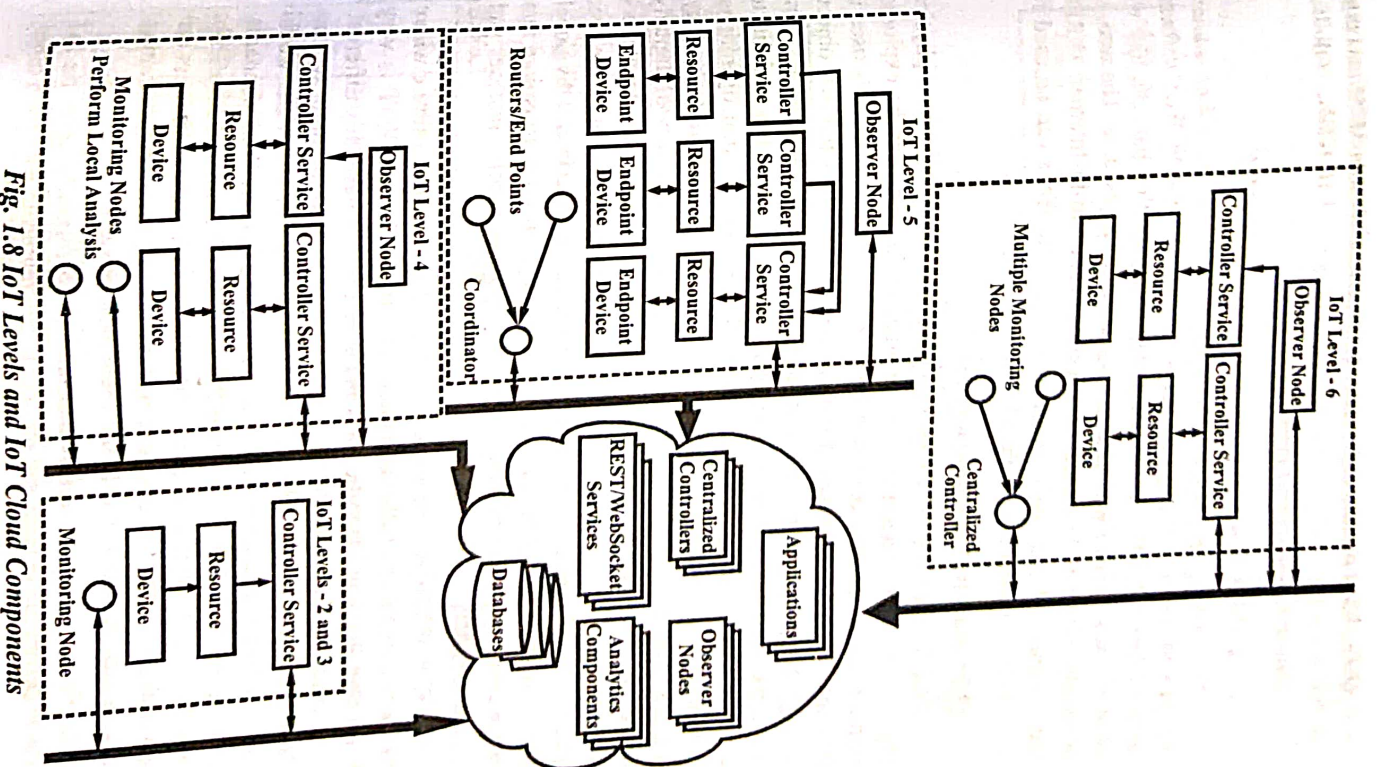 IoT Level - 4
Observer Node
Controller Service
Controller Service
Resource
Resource
Device
Device
Monitoring Nodes
Perform Local Analysis
IoT Level - 5
Observer Node
Controller
Service
Controller
Service
Controller
Service
Resource
Resource
Resource
Endpoint
Device
Endpoint
Device
Endpoint
Device
Routers/End Points
Coordinator
IoT Level - 6
Observer Node
Controller Service
Controller Service
Resource
Resource
Device
Device
Multiple Monitoring
Nodes
Centralized
Controller
Applications
Centralized
Controllers
Observer
Nodes
REST/WebSocket
Services
Analytics
Components
Databases
IoT Levels - 2 and 3
Controller Service
Resource
Device
Monitoring Node
Fig. 1.8 IoT Levels and IoT Cloud Components